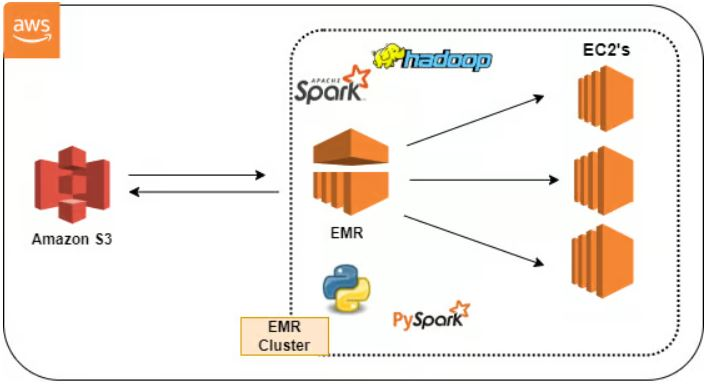 aws
hadoop
EC2's
APACHE
Spark
Amazon S3
EMR
PySpark
EMR
Cluster